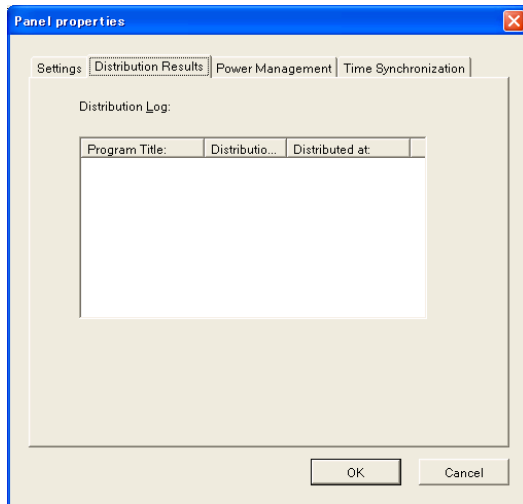 Panel properties
Settings Distribution Results Power Management Time Synchronization
Distribution Log:
Program Title: Distributio... Distributed at:
OK Cancel